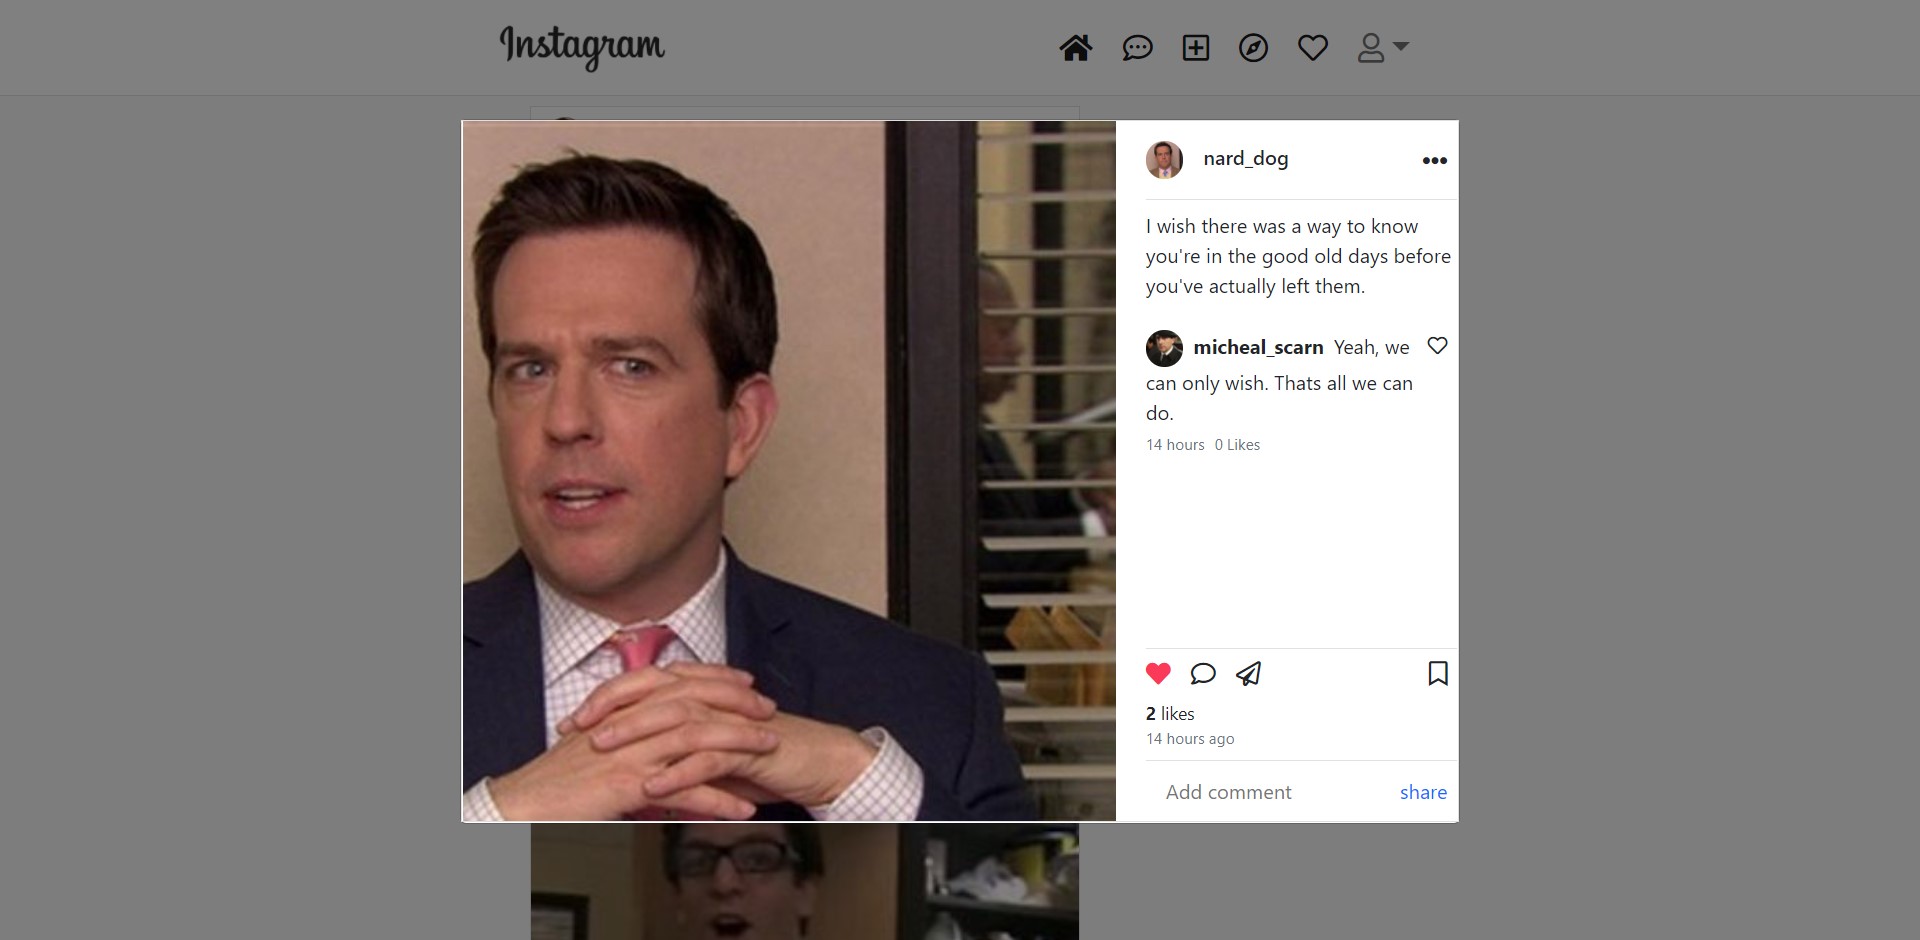 Instagram
nard_dog
I wish there was a way to know
you're in the good old days before
you've actually left them.
micheal_scarn Yeah, we
can only wish. Thats all we can
do.
14 hours 0 Likes
2 likes
14 hours ago
Add comment share